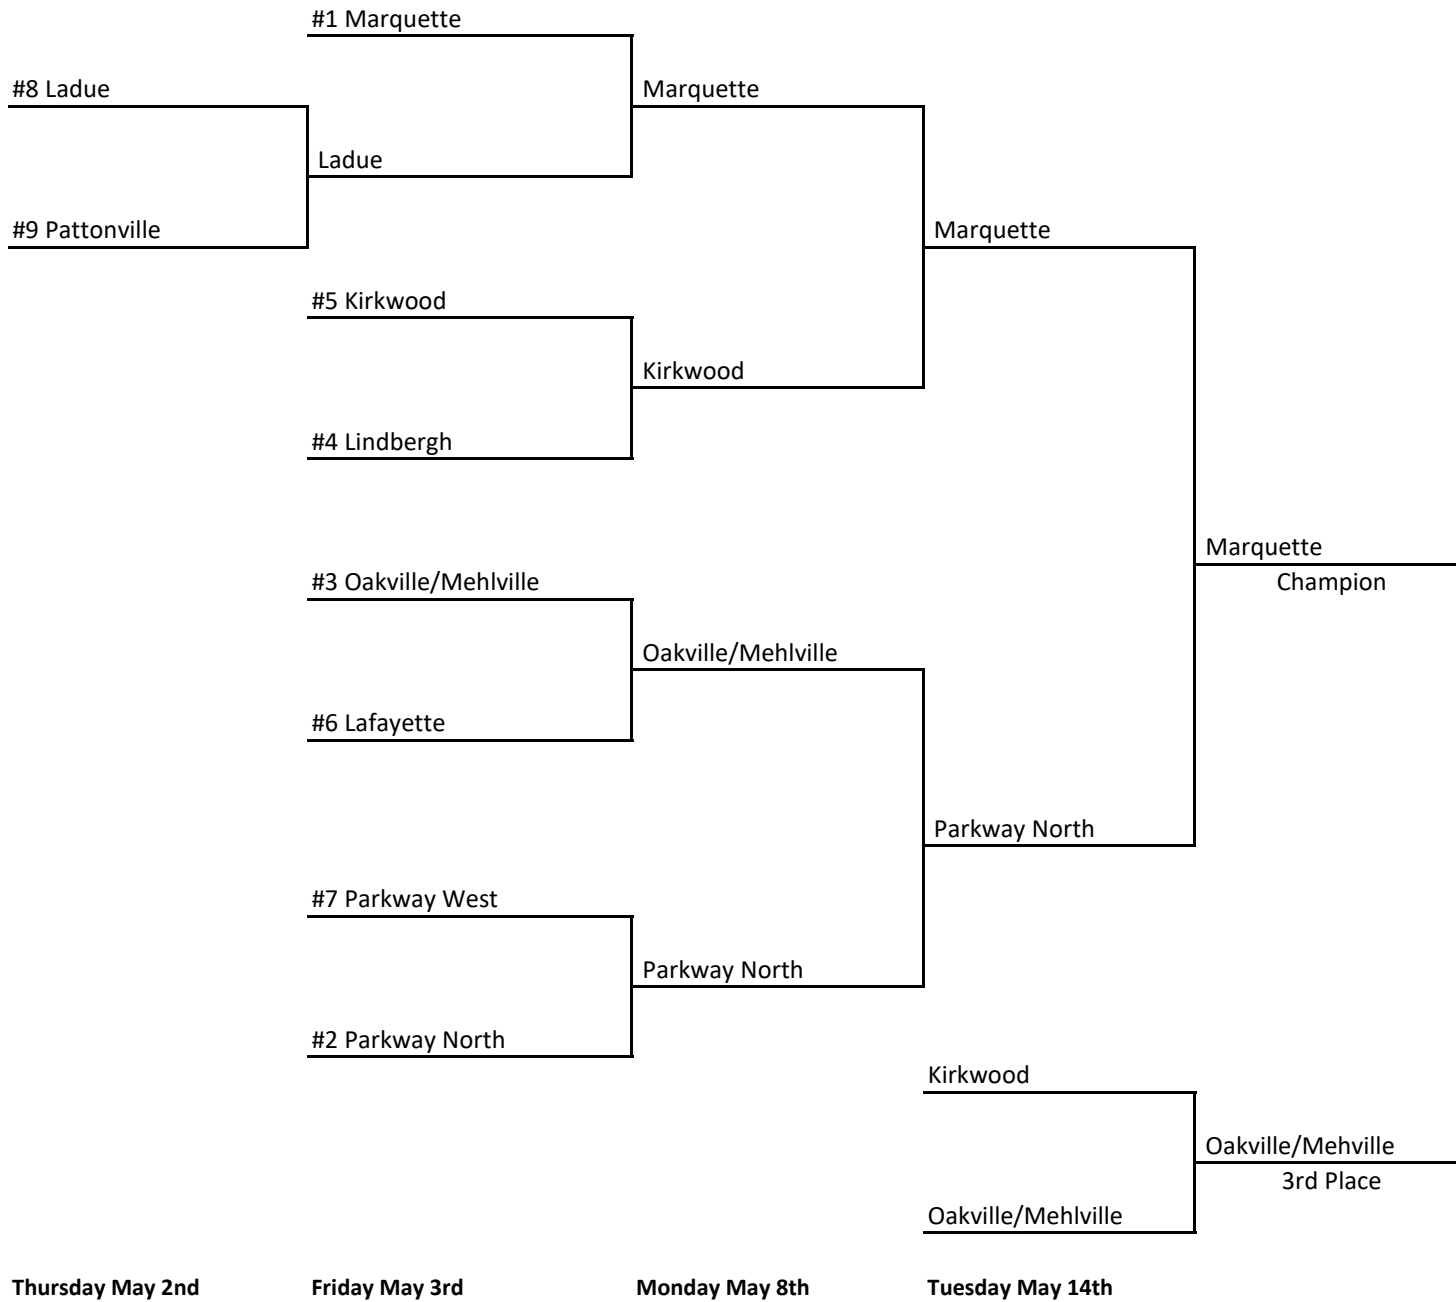 #1 Marquette
#8 Ladue
Marquette
Ladue
#9 Pattonville
Marquette
#5 Kirkwood
Kirkwood
#4 Lindbergh
Marquette
#3 Oakville/Mehlville
Champion
Oakville/Mehlville
#6 Lafayette
Parkway North
#7 Parkway West
Parkway North
#2 Parkway North
Kirkwood
Oakville/Mehville
3rd Place
Oakville/Mehlville
Thursday May 2nd
Friday May 3rd
Monday May 8th
Tuesday May 14th